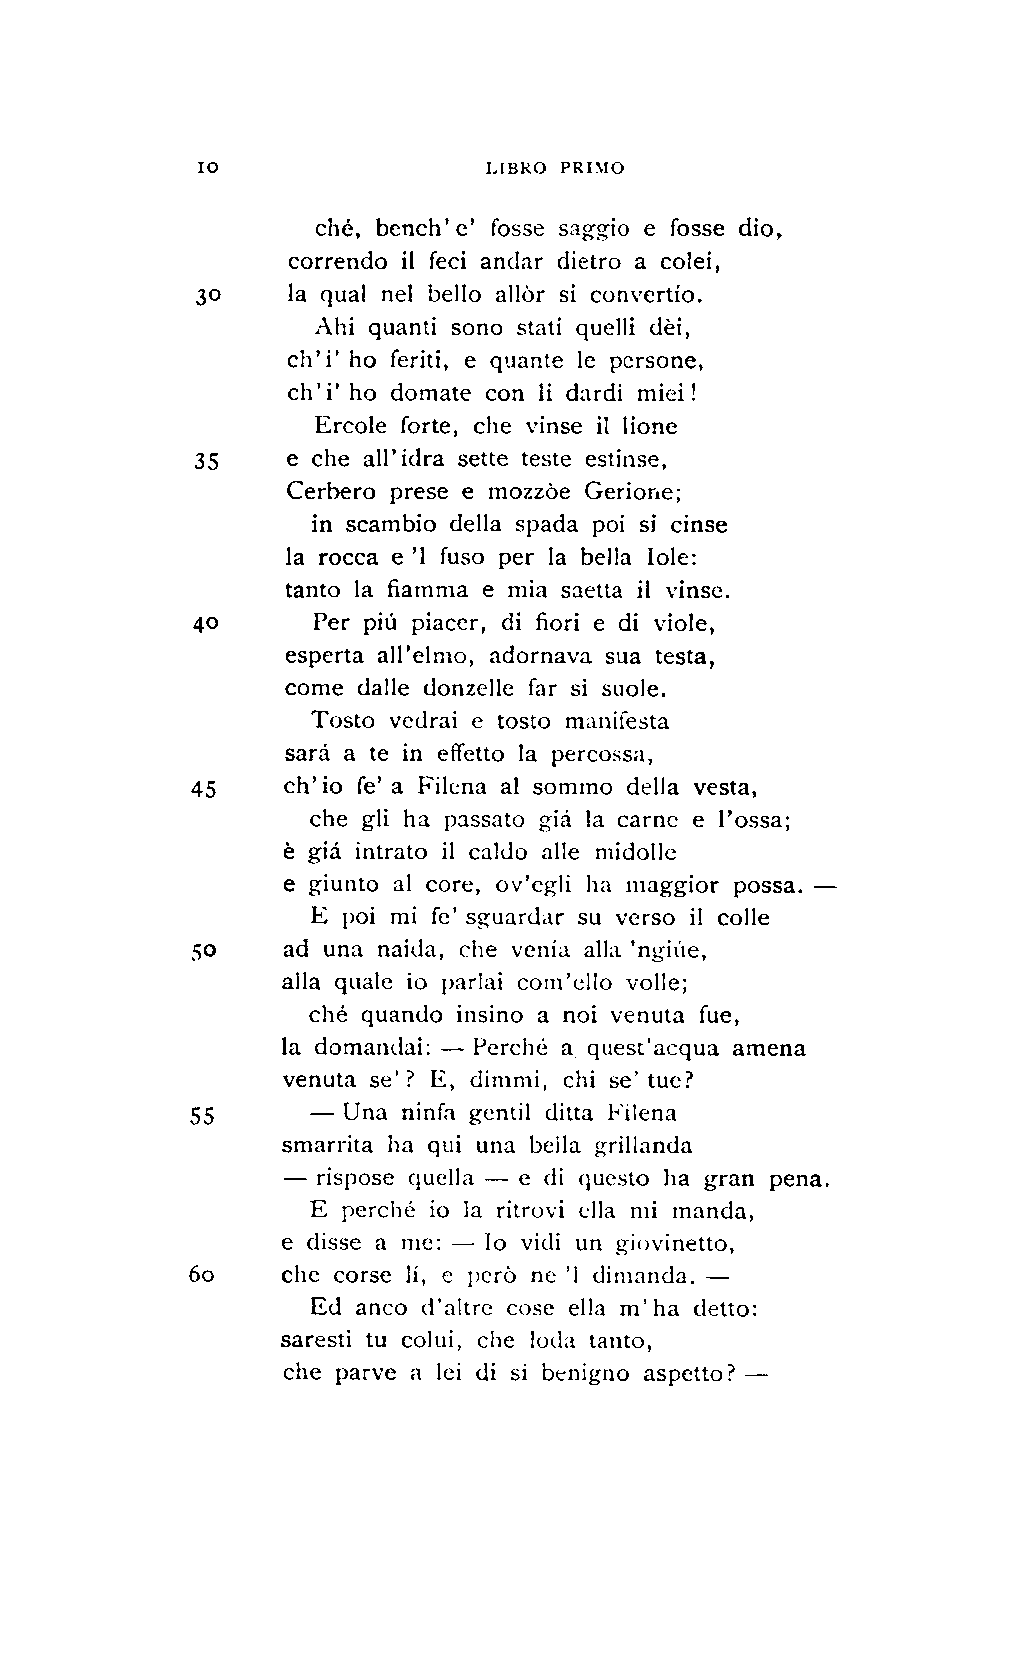 10 LIBRO PRIMO
ché, bench' e' fosse saggio e fosse dio,
correndo il feci andar dietro a colei,
30 la qual nel bello allòr si convertío.
Ahi quanti sono stati quelli dèi,
ch' i' ho feriti, e quante le persone,
ch' i' ho domate con li dardi miei!
Ercole forte, che vinse il lione
35 e che all'idra sette teste estinse,
Cerbero prese e mozzòe Gerione;
in scambio della spada poi si cinse
la rocca e 'l fuso per la bella Iole:
tanto la fiamma e mia saetta il vinse.
40 Per piú piacer, di fiori e di viole,
esperta all'elmo, adornava sua testa,
come dalle donzelle far si suole.
Tosto vedrai e tosto manifesta
sará a te in effetto la percossa,
45 ch' io fe' a Filena al sommo della vesta,
che gli ha passato giá la carne e l'ossa;
è giá intrato il caldo alle midolle
e giunto al core, ov'egli ha maggior possa. —
E poi mi fe' sguardar su verso il colle
50 ad una naida, che venía alla 'ngiúe,
alla quale io parlai com'ello volle;
ché quando insino a noi venuta fue,
la domandai: — Perché a quest'acqua amena
venuta se'? E, dimmi, chi se' tue?
55 — Una ninfa gentil ditta Filena
smarrita ha qui una bella grillanda
— rispose quella — e di questo ha gran pena.
E perché io la ritrovi ella mi manda,
e disse a me: — Io vidi un giovinetto,
60 che corse lí, e però ne 'l dimanda. —
Ed anco d'altre cose ella m' ha detto:
saresti tu colui, che loda tanto,
che parve a lei di si benigno aspetto? —